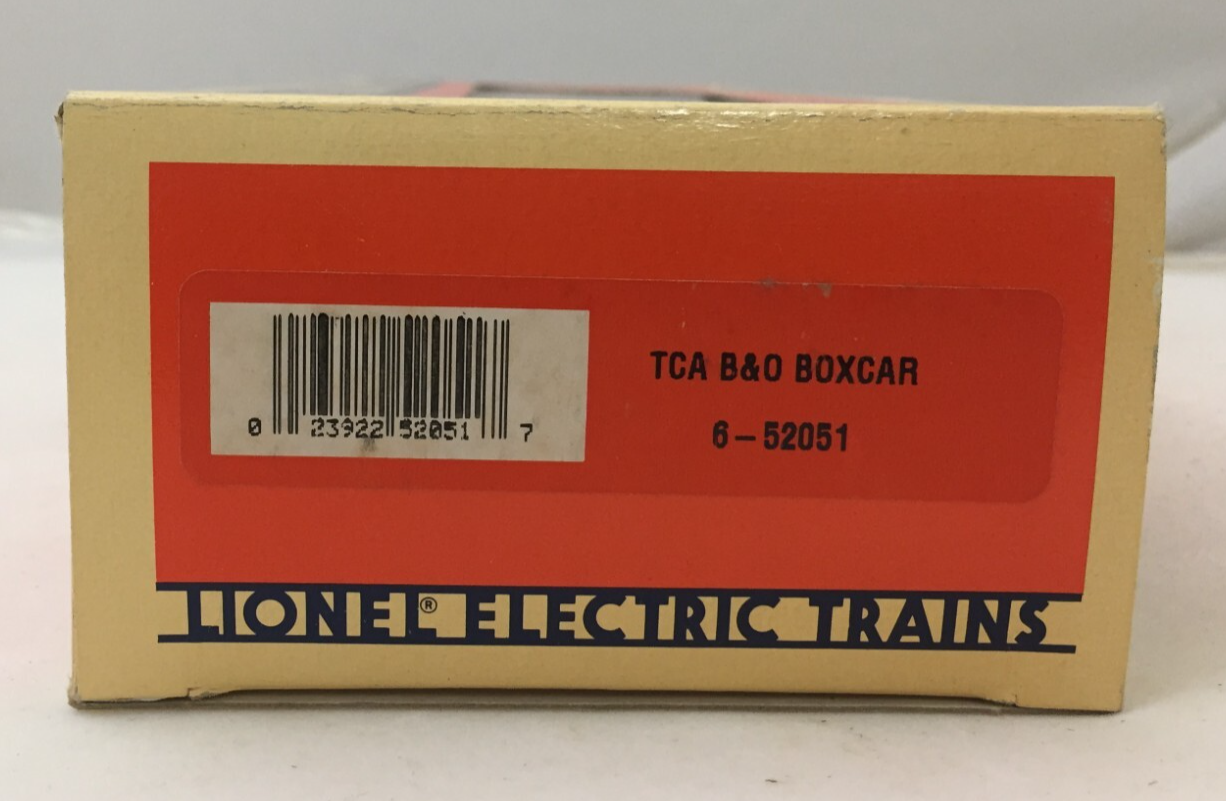 TCA B&O BOXCAR
6-52051
0 23922 52051 7
LIONEL® ELECTRIC TRAINS